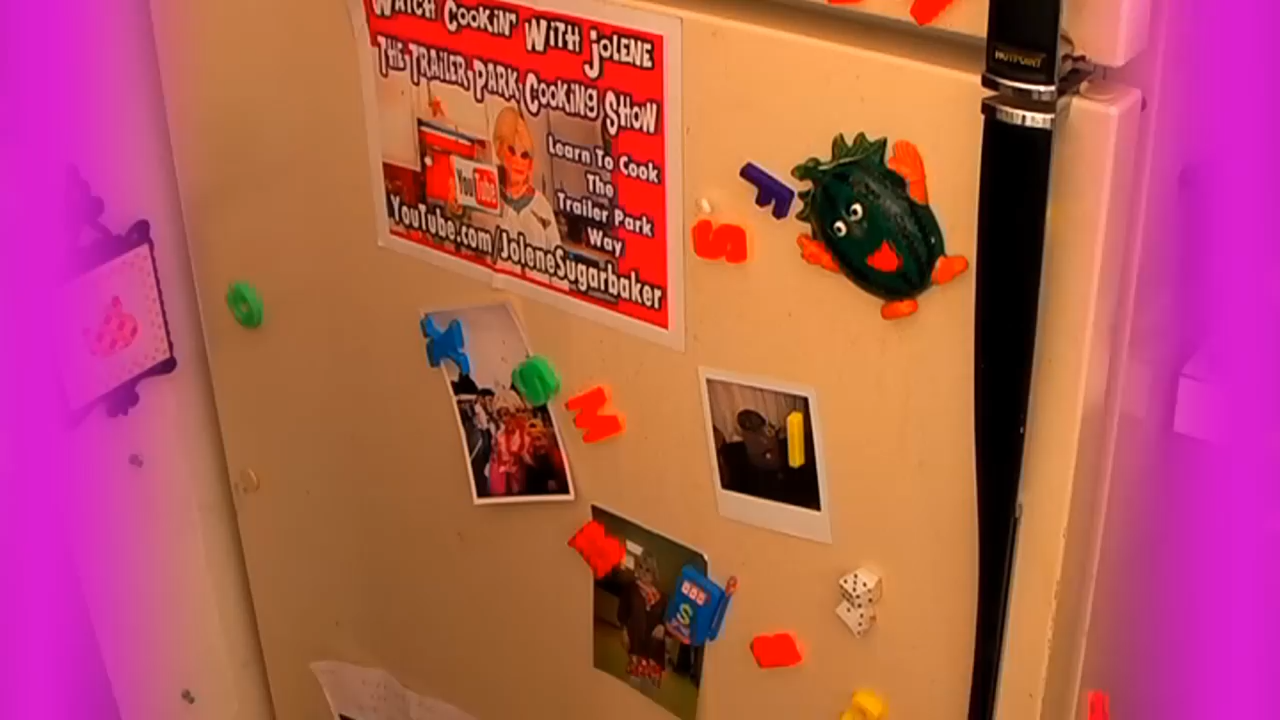 WATCH COOKIN' WITH JOLENE
THE TRAILER PARK COOKING SHOW
Learn To Cook
The
Trailer Park
Way
YouTube
YouTube.com/JoleneSugarbaker
HOTPOINT
F
S
O
X
M
$